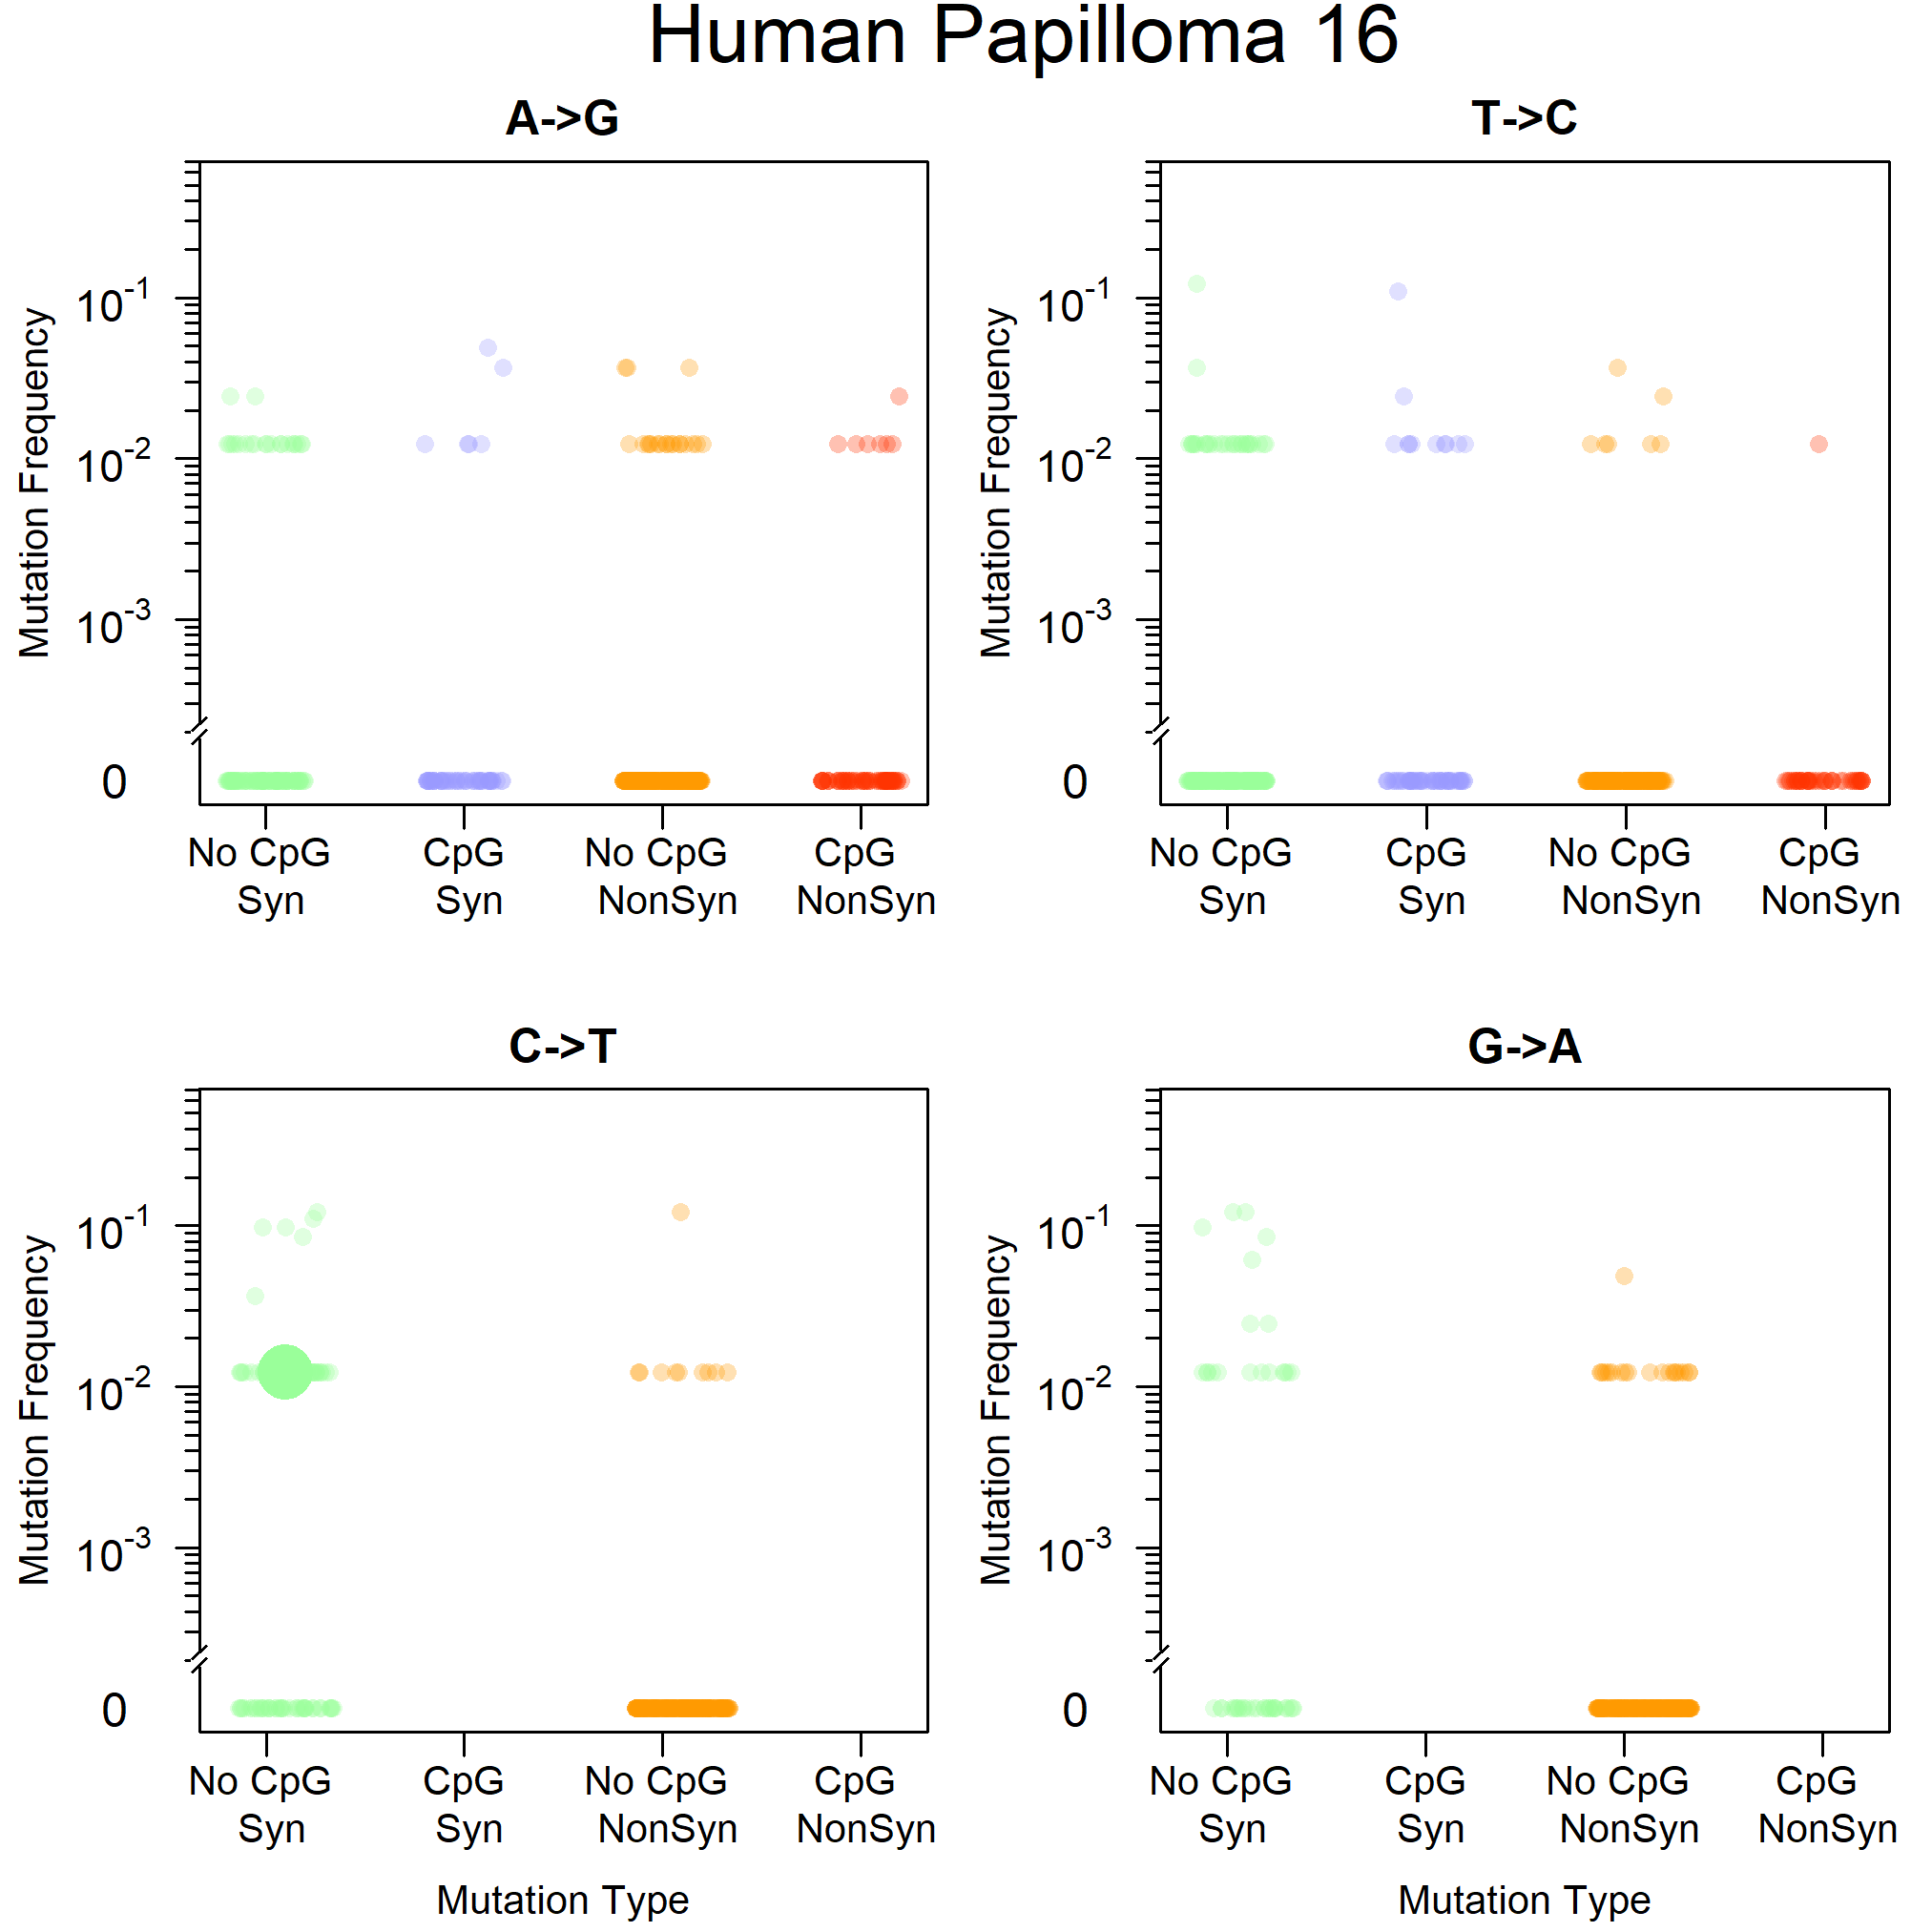 Human Papilloma 16
A->G
Mutation Frequency
10^-1
10^-2
10^-3
0
No CpG CpG No CpG CpG
Syn Syn NonSyn NonSyn
T->C
Mutation Frequency
10^-1
10^-2
10^-3
0
No CpG CpG No CpG CpG
Syn Syn NonSyn NonSyn
C->T
Mutation Frequency
10^-1
10^-2
10^-3
0
No CpG CpG No CpG CpG
Syn Syn NonSyn NonSyn
Mutation Type
G->A
Mutation Frequency
10^-1
10^-2
10^-3
0
No CpG CpG No CpG CpG
Syn Syn NonSyn NonSyn
Mutation Type